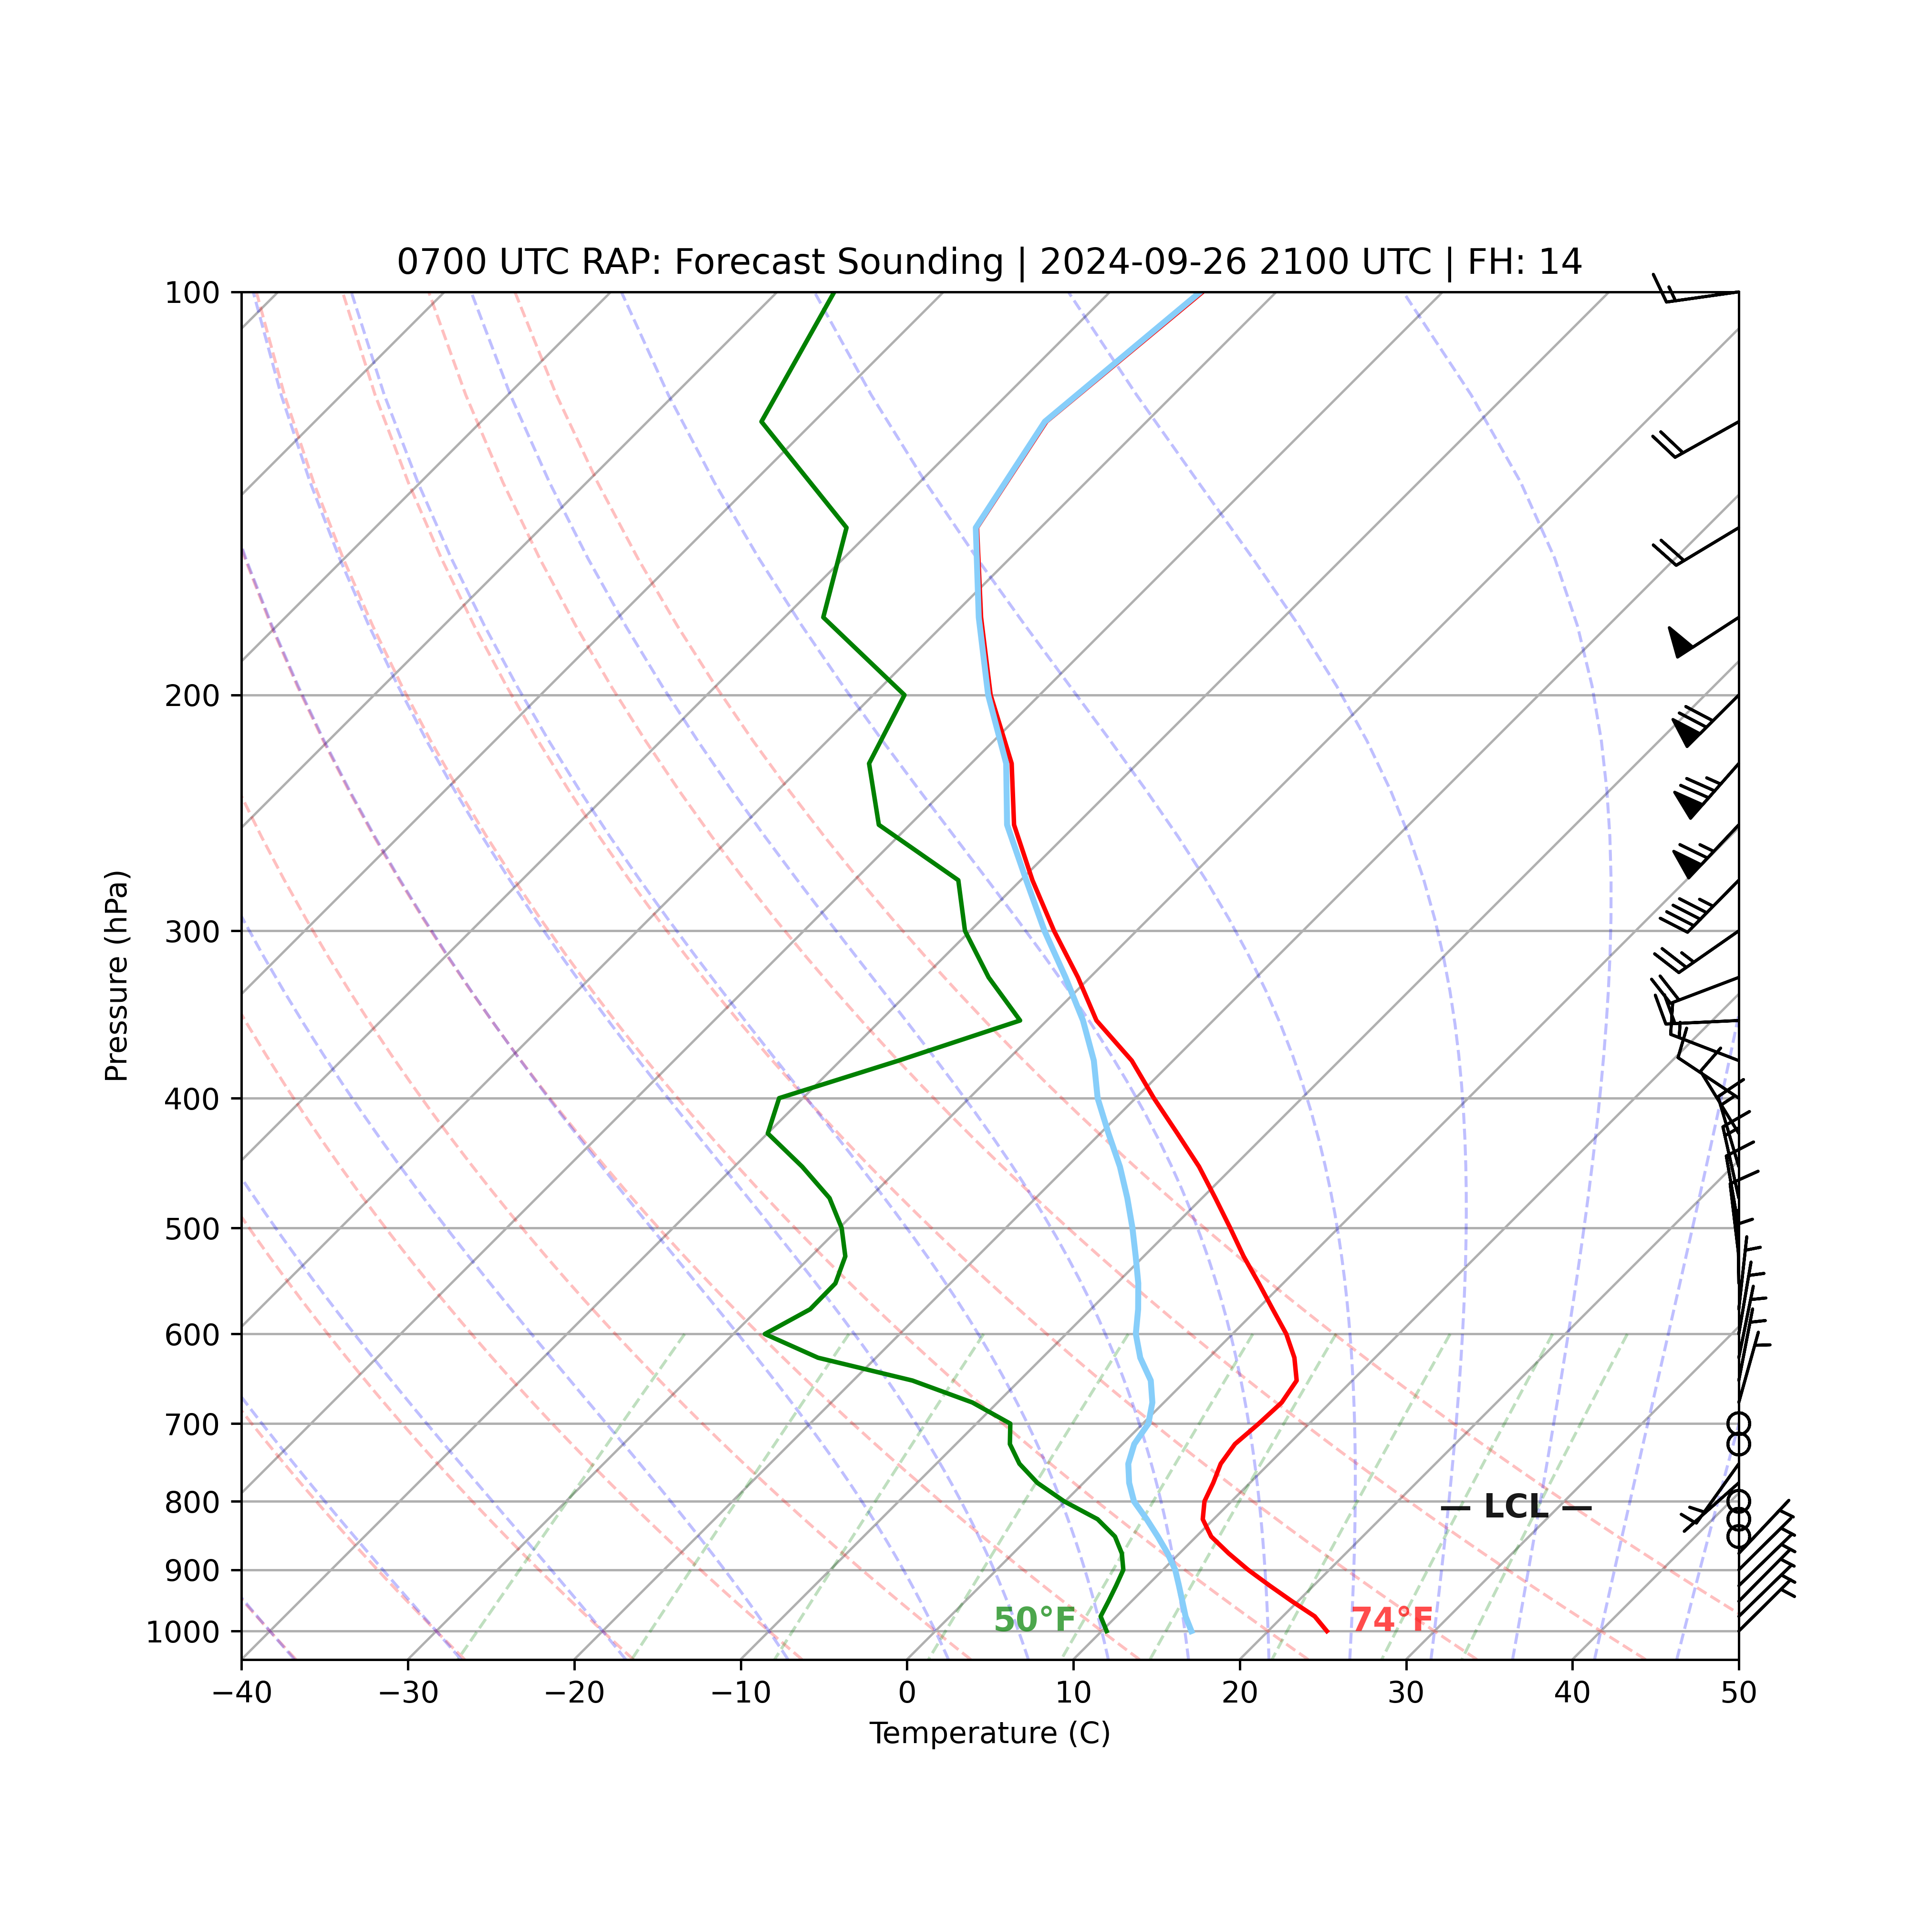 0700 UTC RAP: Forecast Sounding | 2024-09-26 2100 UTC | FH: 14
100
200
300
400
500
600
700
800
900
1000
Pressure (hPa)
— LCL —
50°F
74°F
−40 −30 −20 −10 0 10 20 30 40 50
Temperature (C)